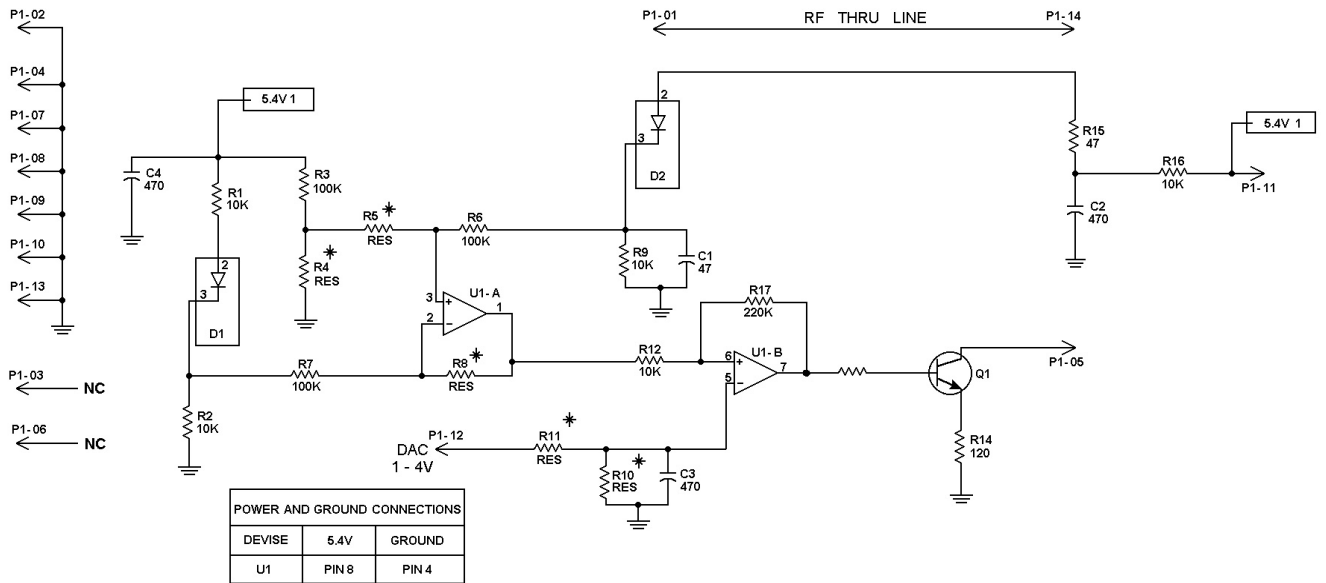 P1-02
P1-04
P1-07
P1-08
P1-09
P1-10
P1-13
P1-03 NC
P1-06 NC
5.4V 1
C4
470
R1
10K
R3
100K
R5 *
RES
R4 *
RES
2
3
D1
R6
100K
U1-A
3 +
2 −
1
R7
100K
R8 *
RES
R2
10K
P1-01 RF THRU LINE P1-14
2
3
D2
R9
10K
C1
47
R15
47
C2
470
R16
10K
5.4V 1
P1-11
R12
10K
R17
220K
U1-B
6 +
5 −
7
Q1
P1-05
R14
120
DAC
1 - 4V
P1-12
R11 *
RES
R10 *
RES
C3
470
POWER AND GROUND CONNECTIONS
DEVISE 5.4V GROUND
U1 PIN 8 PIN 4